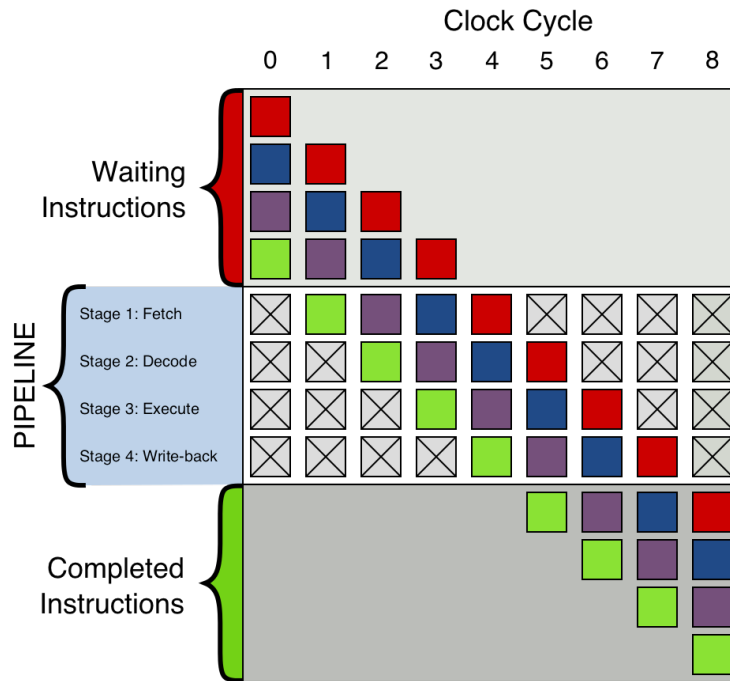 Clock Cycle
0 1 2 3 4 5 6 7 8
Waiting
Instructions
PIPELINE
Stage 1: Fetch
Stage 2: Decode
Stage 3: Execute
Stage 4: Write-back
Completed
Instructions